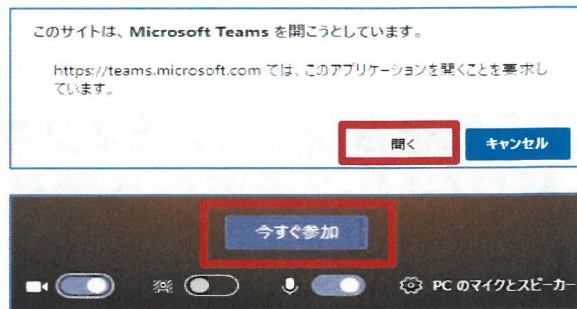 このサイトは、Microsoft Teams を開こうとしています。
https://teams.microsoft.com では、このアプリケーションを開くことを要求し
ています。
開く
キャンセル
今すぐ参加
PC のマイクとスピーカー